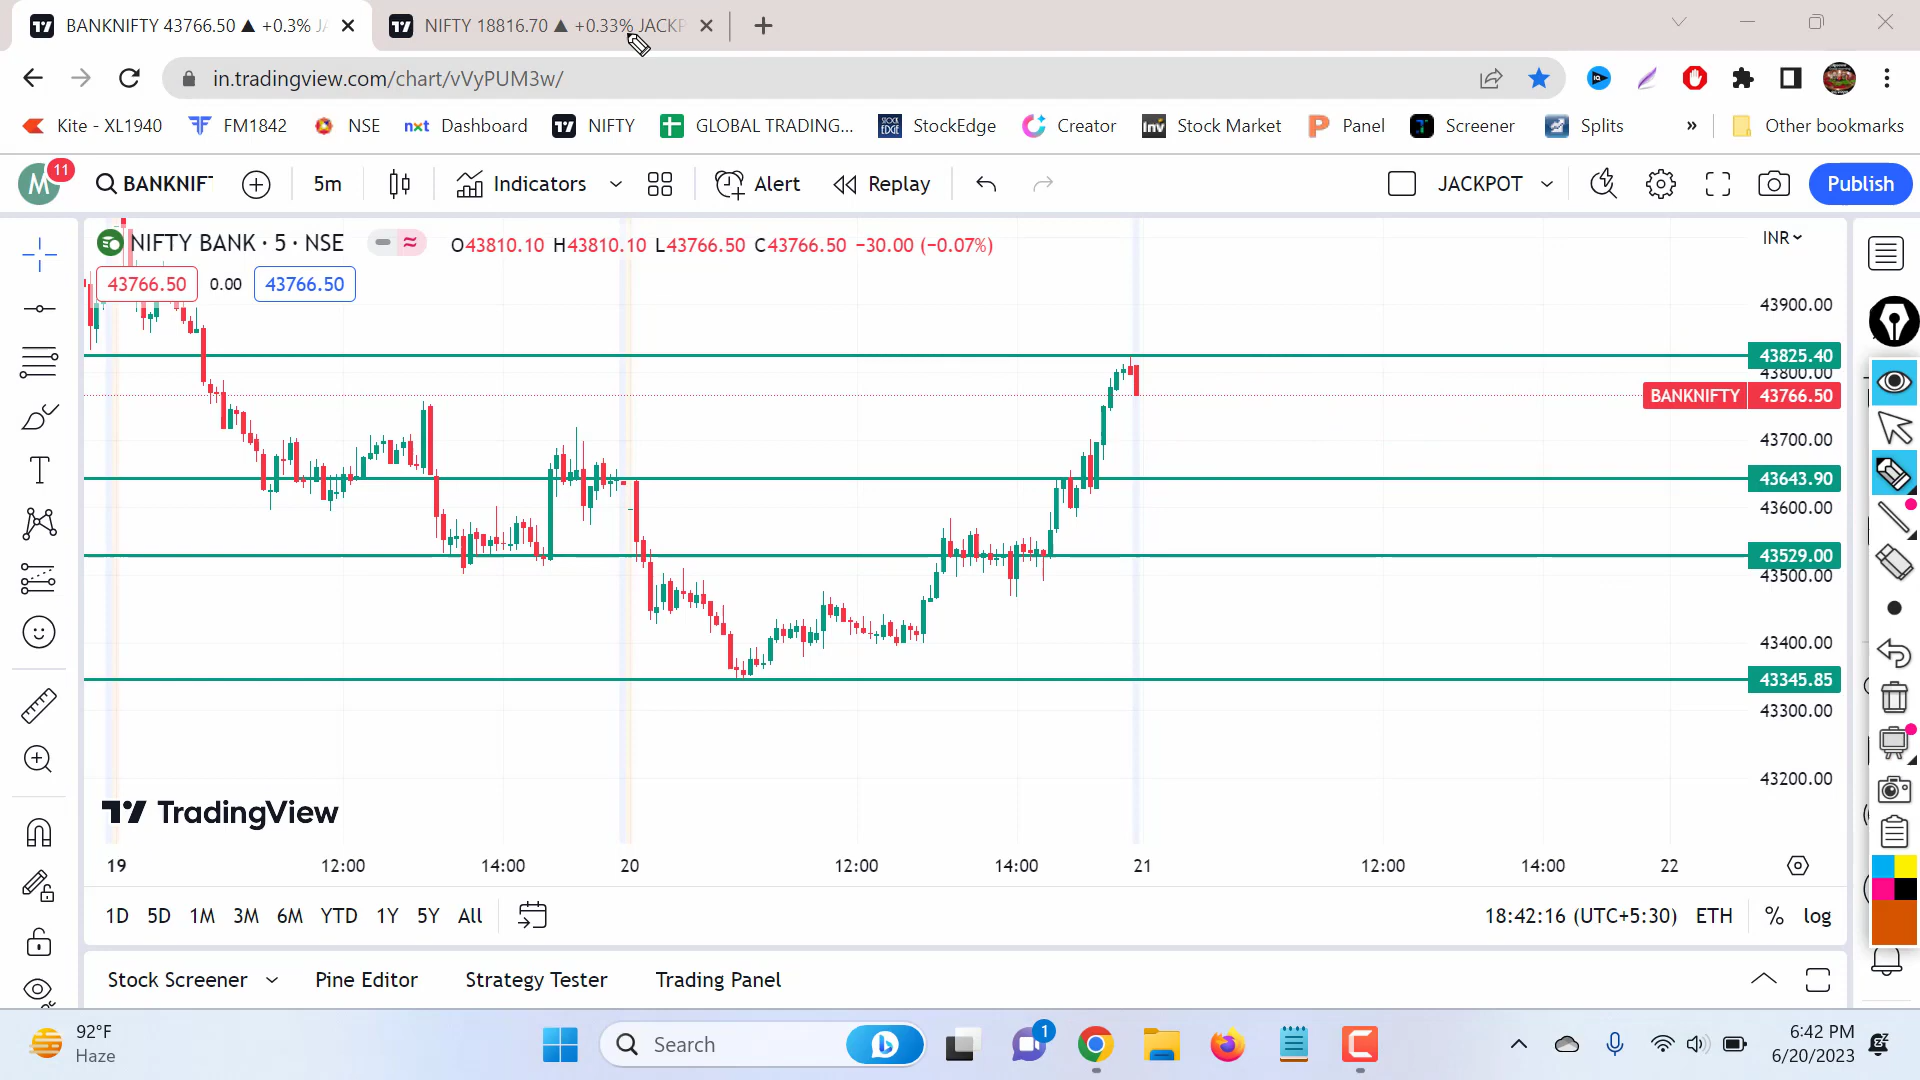 BANKNIFTY 43766.50 ▲ +0.3% JA
NIFTY 18816.70 ▲ +0.33% JACKP
in.tradingview.com/chart/vVyPUM3w/
Kite - XL1940
FM1842
NSE
nxt Dashboard
NIFTY
GLOBAL TRADING...
STOCK EDGE StockEdge
Creator
Inv Stock Market
Panel
Screener
Splits
»
Other bookmarks
M 11
BANKNIF
5m
Indicators
Alert
Replay
JACKPOT
Publish
NIFTY BANK · 5 · NSE
O43810.10 H43810.10 L43766.50 C43766.50 −30.00 (−0.07%)
INR
43766.50 0.00 43766.50
43900.00
43825.40
43800.00
BANKNIFTY 43766.50
43700.00
43643.90
43600.00
43529.00
43500.00
43400.00
43345.85
43300.00
43200.00
TradingView
19 12:00 14:00 20 12:00 14:00 21 12:00 14:00 22
1D 5D 1M 3M 6M YTD 1Y 5Y All
18:42:16 (UTC+5:30) ETH % log
Stock Screener
Pine Editor
Strategy Tester
Trading Panel
92°F
Haze
Search
1
6:42 PM
6/20/2023